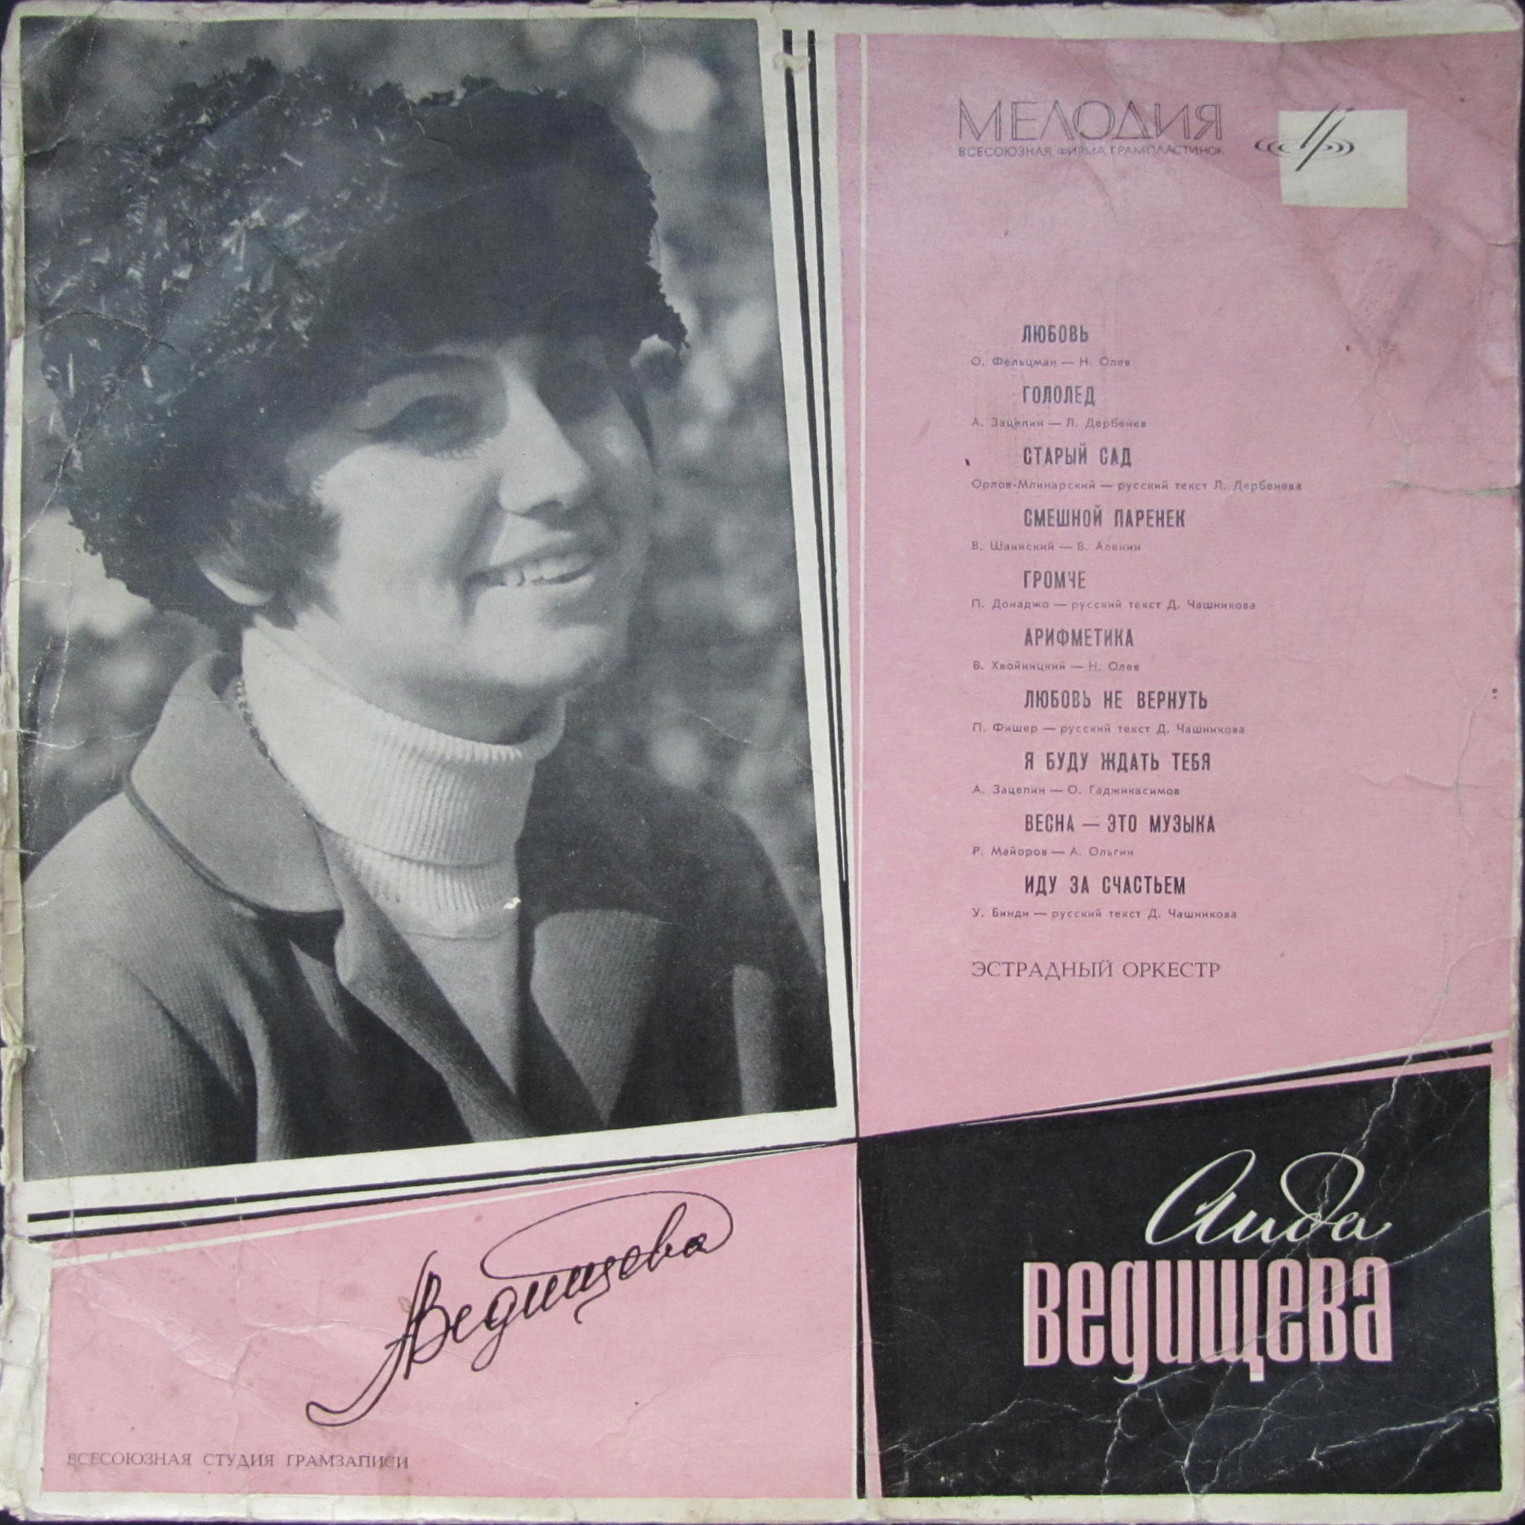 МЕЛОДИЯ
ВСЕСОЮЗНАЯ ФИРМА ГРАМПЛАСТИНОК
ЛЮБОВЬ
О. Фельцман — Н. Олев
ГОЛОЛЕД
А. Зацепин — Л. Дербенев
СТАРЫЙ САД
Орлов-Млинарский — русский текст Л. Дербенева
СМЕШНОЙ ПАРЕНЕК
В. Шаинский — В. Аленин
ГРОМЧЕ
П. Донаджо — русский текст Д. Чашникова
АРИФМЕТИКА
В. Хвойницкий — Н. Олев
ЛЮБОВЬ НЕ ВЕРНУТЬ
П. Фишер — русский текст Д. Чашникова
Я БУДУ ЖДАТЬ ТЕБЯ
А. Зацепин — О. Гаджикасимов
ВЕСНА — ЭТО МУЗЫКА
Р. Майоров — А. Ольгин
ИДУ ЗА СЧАСТЬЕМ
У. Бинди — русский текст Д. Чашникова
ЭСТРАДНЫЙ ОРКЕСТР
Аида
ВЕДИЩЕВА
АВедищева
ВСЕСОЮЗНАЯ СТУДИЯ ГРАМЗАПИСИ